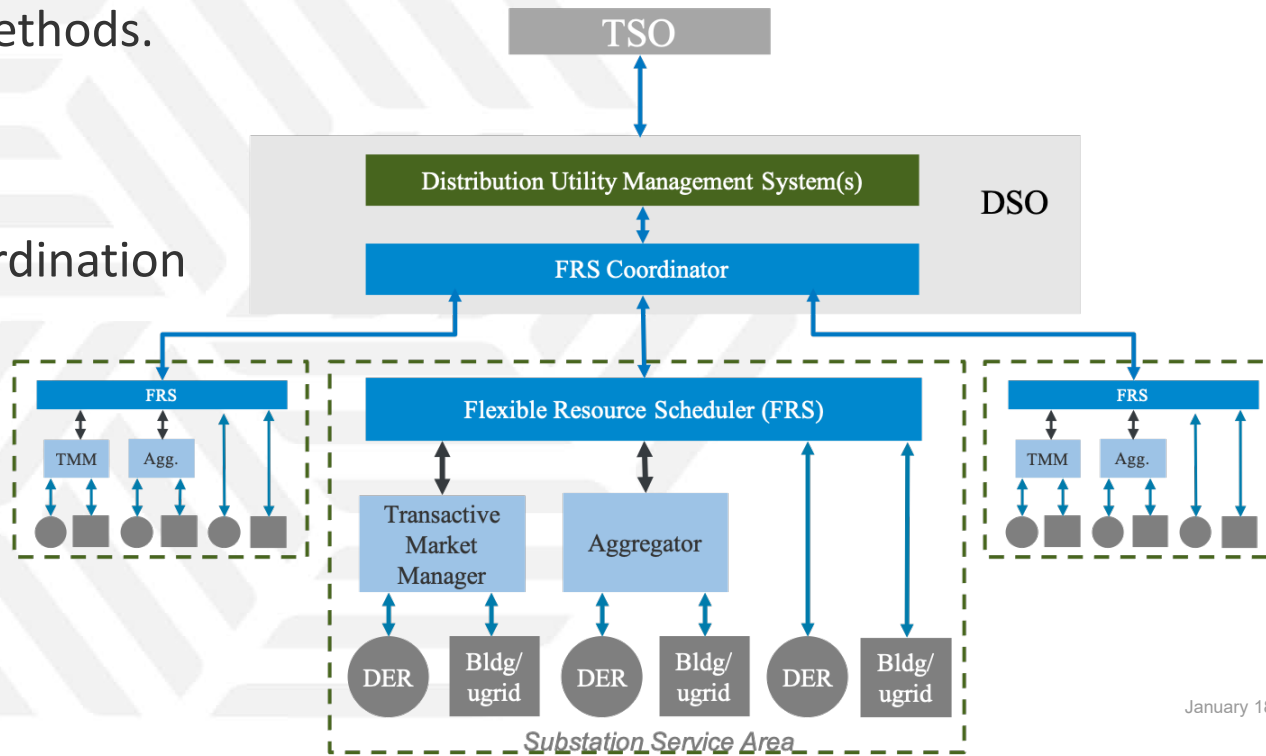 ethods.
TSO
Distribution Utility Management System(s)
DSO
rdination
FRS Coordinator
FRS
Flexible Resource Scheduler (FRS)
FRS
TMM
Agg.
Transactive
Market
Manager
Aggregator
TMM
Agg.
DER
Bldg/
ugrid
DER
Bldg/
ugrid
DER
Bldg/
ugrid
Substation Service Area
January 18